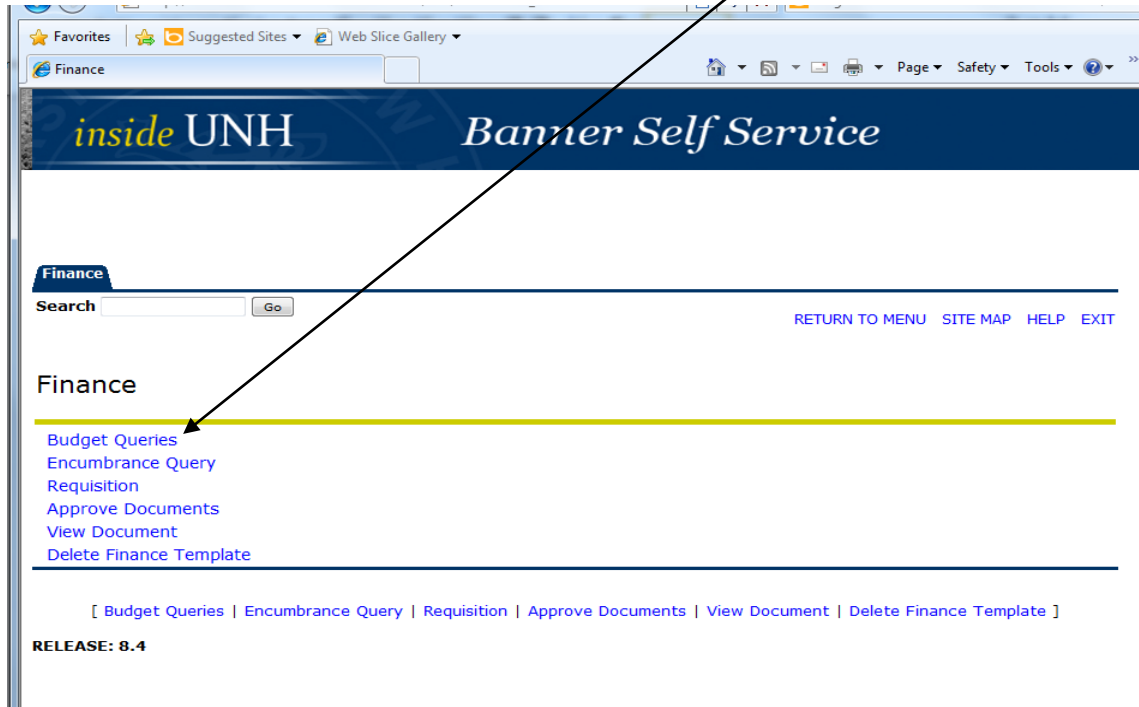 Favorites Suggested Sites Web Slice Gallery
Finance Page Safety Tools
inside UNH Banner Self Service
Finance
Search Go
RETURN TO MENU SITE MAP HELP EXIT
Finance
Budget Queries
Encumbrance Query
Requisition
Approve Documents
View Document
Delete Finance Template
[ Budget Queries | Encumbrance Query | Requisition | Approve Documents | View Document | Delete Finance Template ]
RELEASE: 8.4